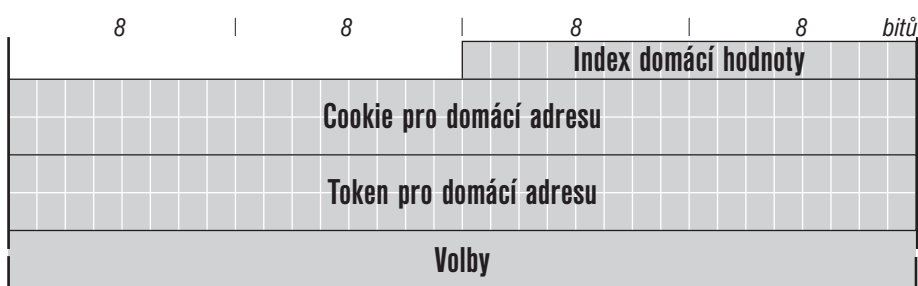 8 8 8 8 bitů
Index domácí hodnoty
Cookie pro domácí adresu
Token pro domácí adresu
Volby